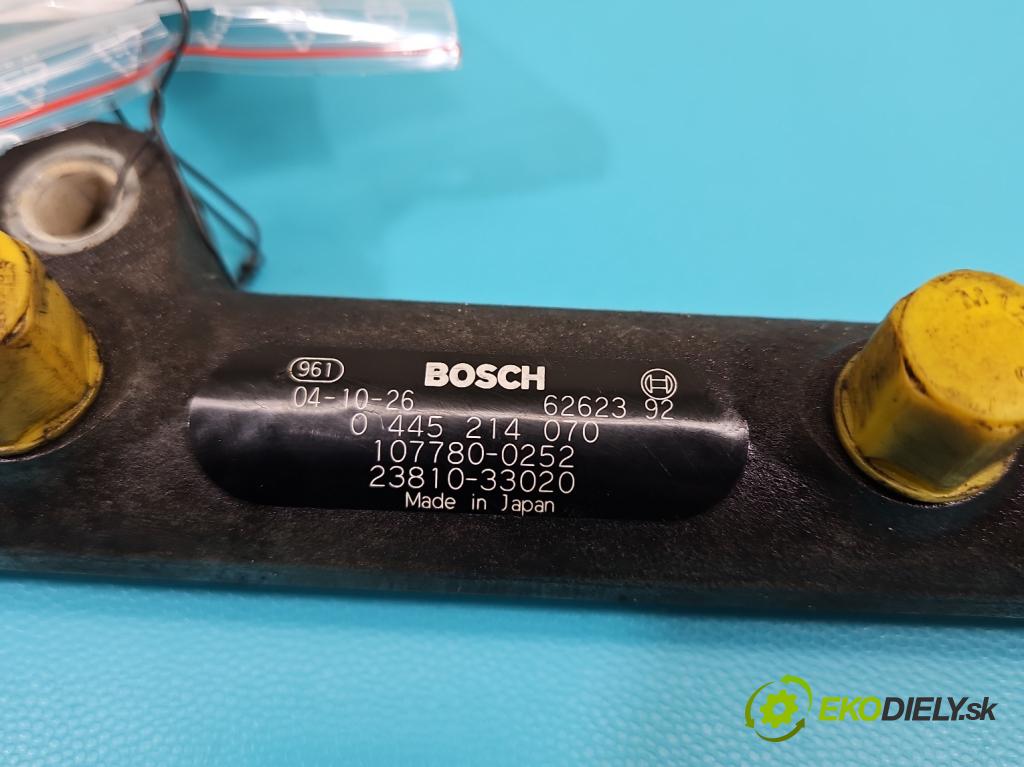 961
BOSCH
04-10-26 62623 92
0 445 214 070
107780-0252
23810-33020
Made in Japan
EKODIELY.sk